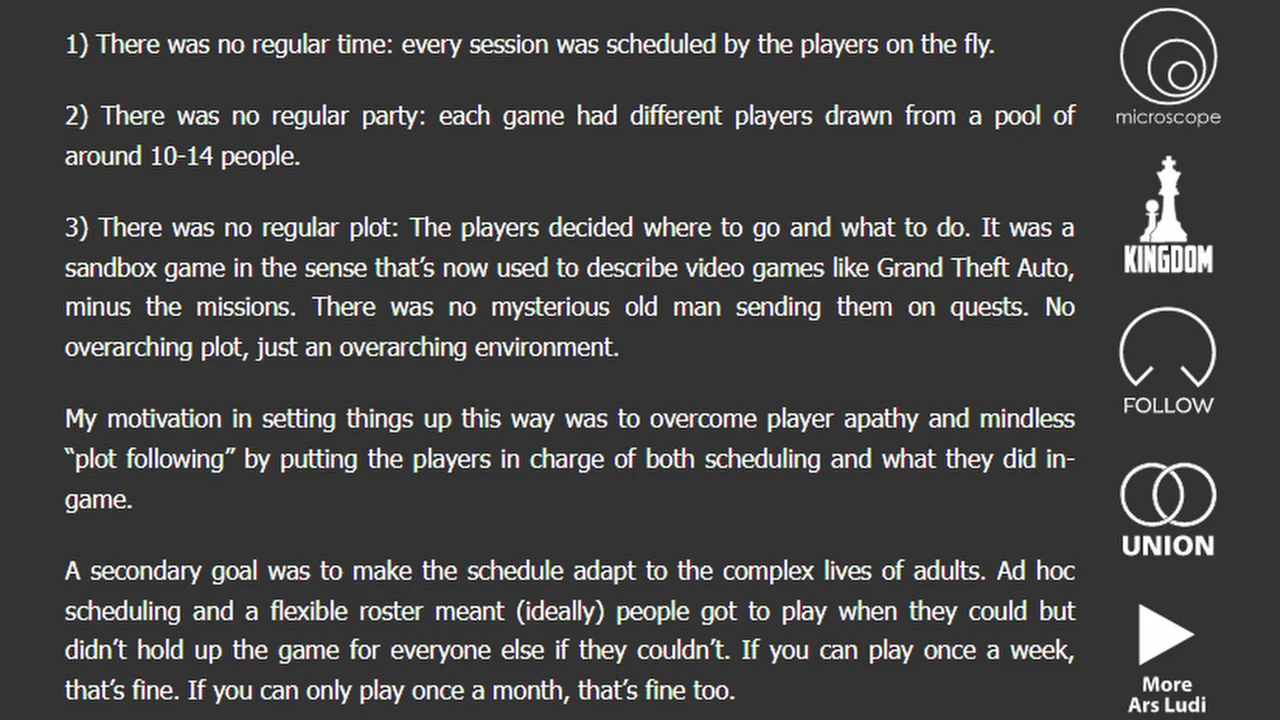 1) There was no regular time: every session was scheduled by the players on the fly.
2) There was no regular party: each game had different players drawn from a pool of
around 10-14 people.
3) There was no regular plot: The players decided where to go and what to do. It was a
sandbox game in the sense that’s now used to describe video games like Grand Theft Auto,
minus the missions. There was no mysterious old man sending them on quests. No
overarching plot, just an overarching environment.
My motivation in setting things up this way was to overcome player apathy and mindless
“plot following” by putting the players in charge of both scheduling and what they did in-
game.
A secondary goal was to make the schedule adapt to the complex lives of adults. Ad hoc
scheduling and a flexible roster meant (ideally) people got to play when they could but
didn’t hold up the game for everyone else if they couldn’t. If you can play once a week,
that’s fine. If you can only play once a month, that’s fine too.
microscope
KINGDOM
FOLLOW
UNION
More
Ars Ludi